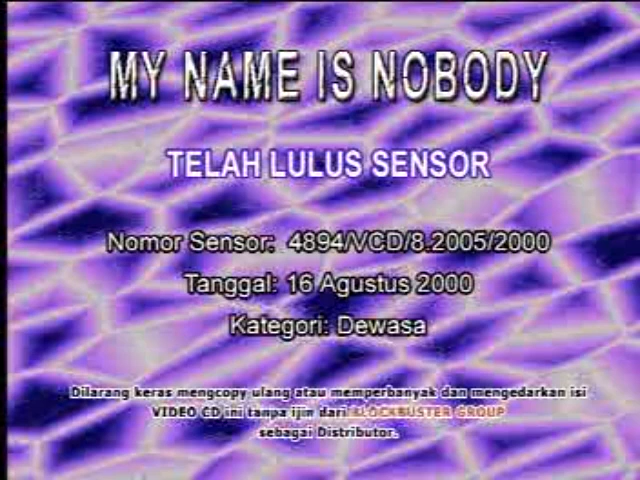 MY NAME IS NOBODY
TELAH LULUS SENSOR
Nomor Sensor: 4894/VCD/8.2005/2000
Tanggal: 16 Agustus 2000
Kategori: Dewasa
Dilarang keras mengcopy ulang atau memperbanyak dan mengedarkan isi
VIDEO CD ini tanpa ijin dari BLOCKBUSTER GROUP
sebagai Distributor.